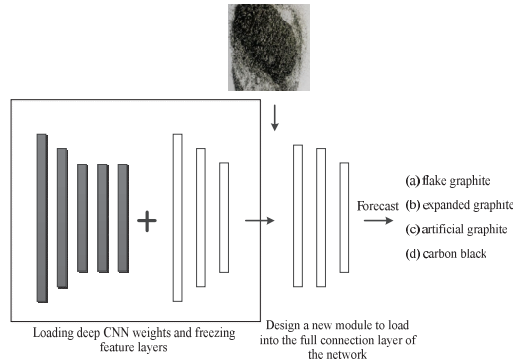 Forecast
(a) flake graphite
(b) expanded graphite
(c) artificial graphite
(d) carbon black
Loading deep CNN weights and freezing
feature layers
Design a new module to load
into the full connection layer of
the network